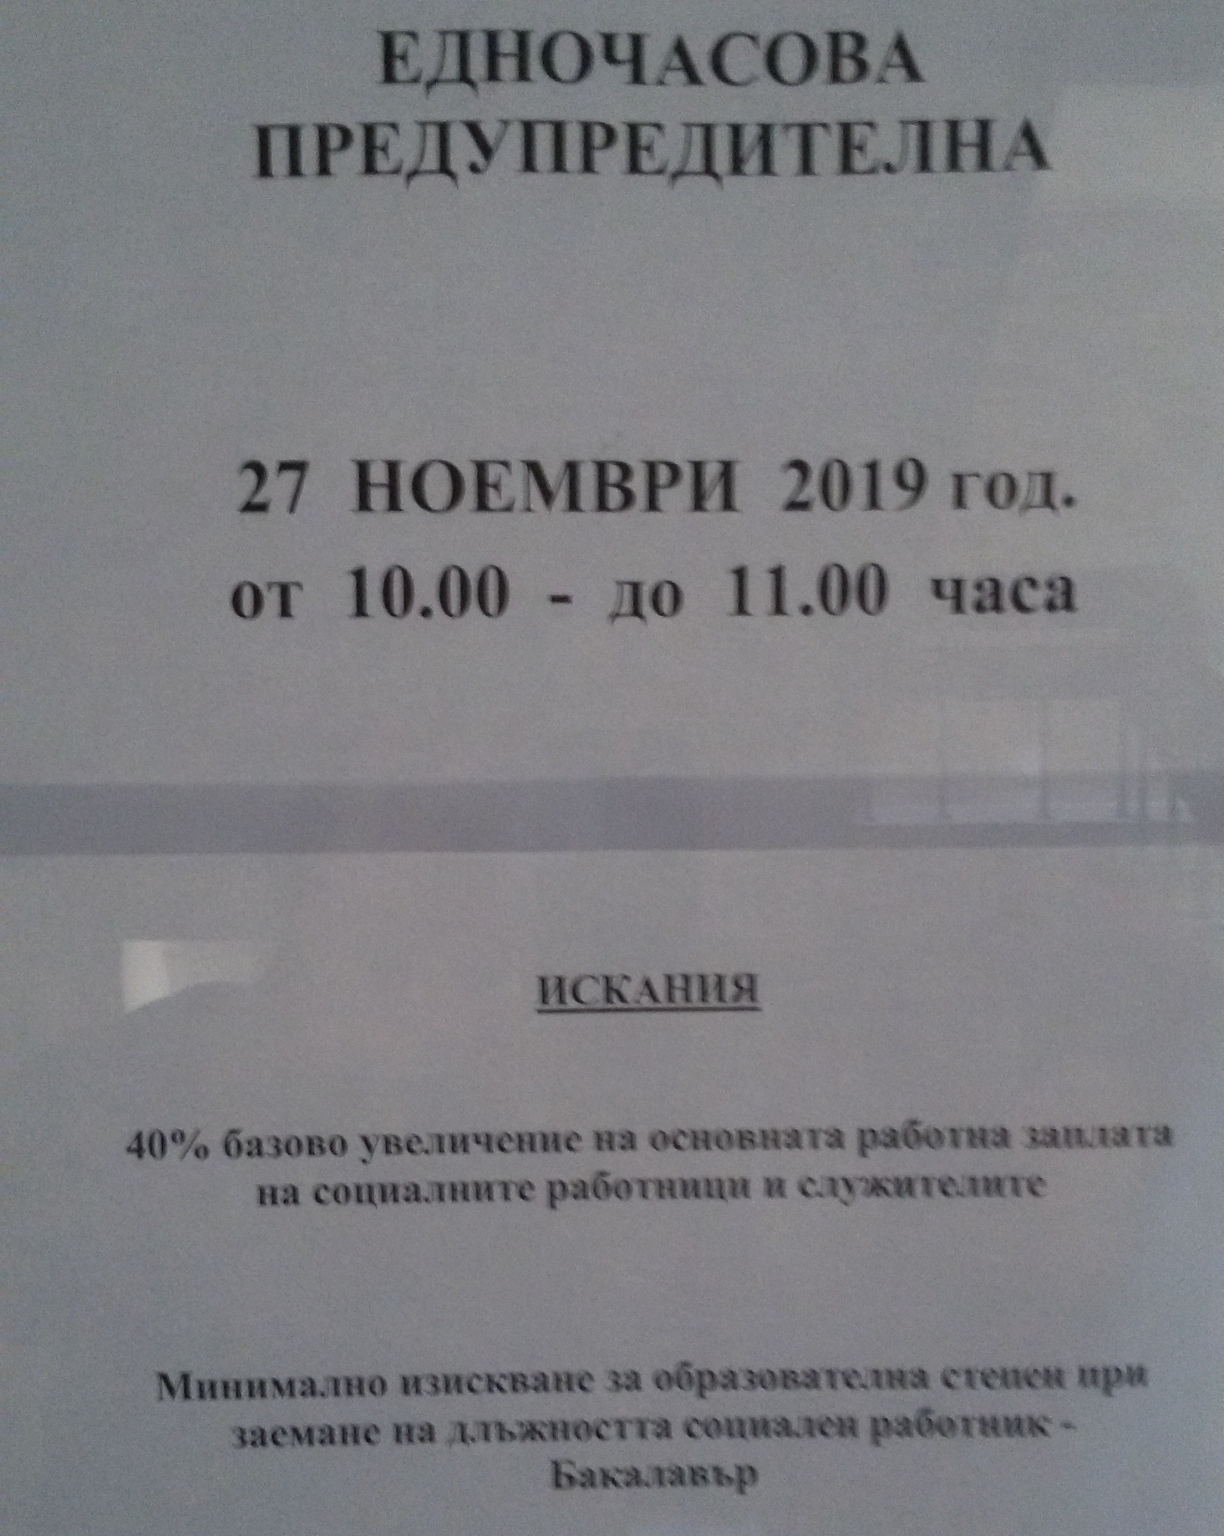 ЕДНОЧАСОВА
ПРЕДУПРЕДИТЕЛНА
27 НОЕМВРИ 2019 год.
от 10.00 - до 11.00 часа
ИСКАНИЯ
40% базово увеличение на основната работна заплата
на социалните работници и служителите
Минимално изискване за образователна степен при
заемане на длъжността социален работник -
Бакалавър